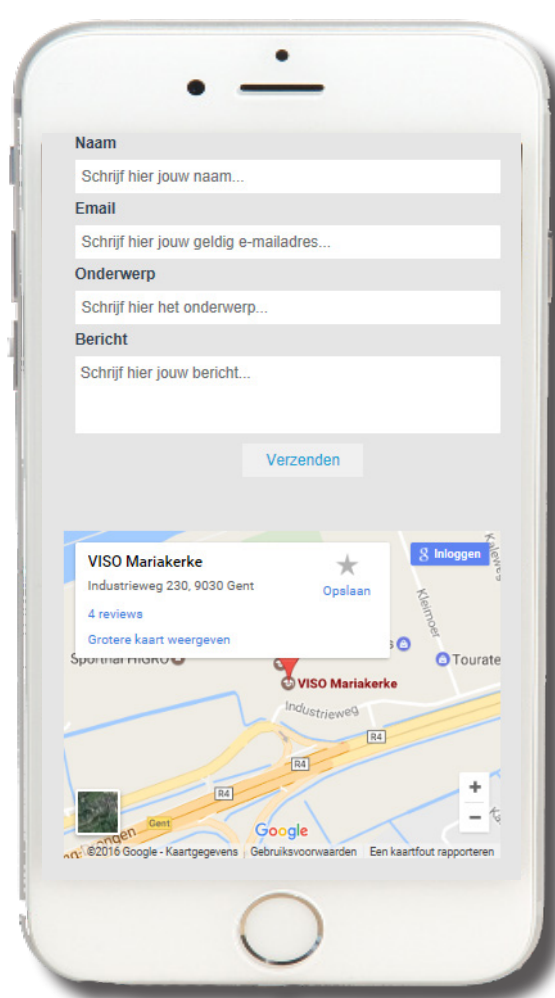 Naam
Schrijf hier jouw naam...
Email
Schrijf hier jouw geldig e-mailadres...
Onderwerp
Schrijf hier het onderwerp...
Bericht
Schrijf hier jouw bericht...
Verzenden
VISO Mariakerke
Industrieweg 230, 9030 Gent
4 reviews
Grotere kaart weergeven
Opslaan
8 Inloggen
Kleimoer
Sporthal HIGRO
Tourate
VISO Mariakerke
Industrieweg
R4
R4
R4
Gent
Google
+
−
©2016 Google - Kaartgegevens Gebruiksvoorwaarden Een kaartfout rapporteren